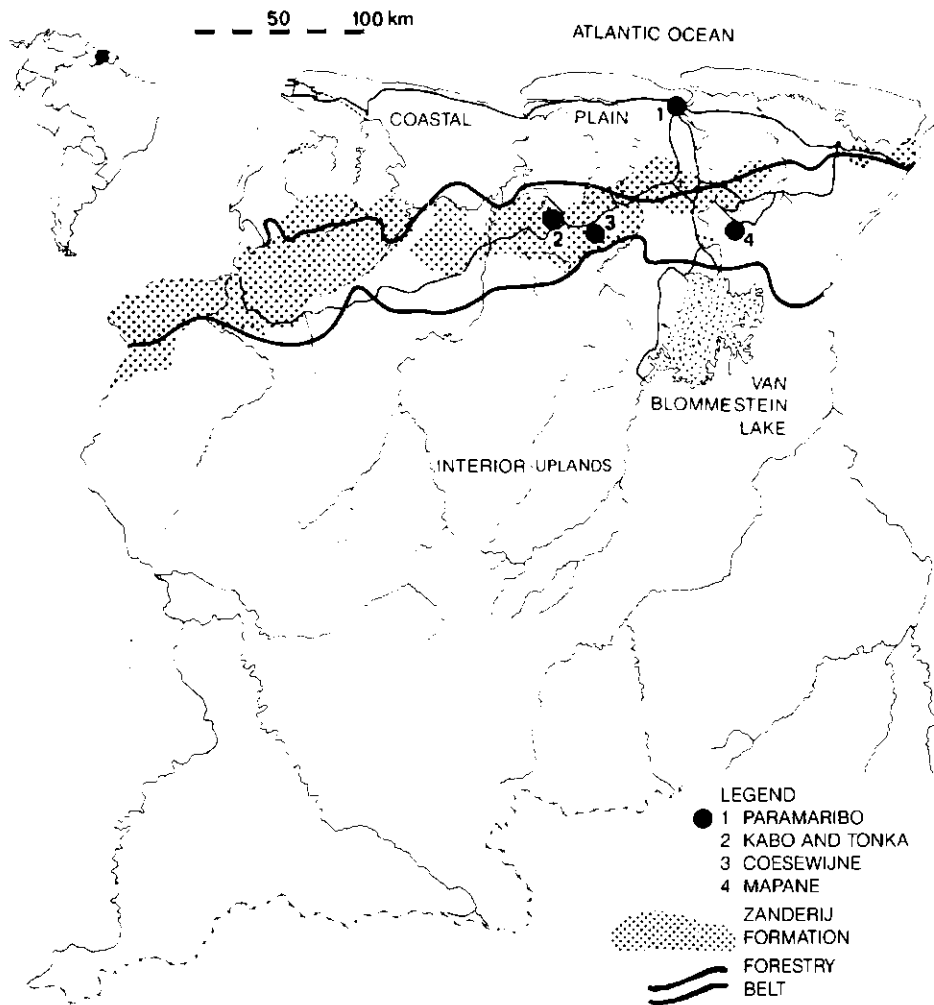 50 100 km
ATLANTIC OCEAN
COASTAL PLAIN
1
2
3
4
VAN
BLOMMESTEIN
LAKE
INTERIOR UPLANDS
LEGEND
1 PARAMARIBO
2 KABO AND TONKA
3 COESEWIJNE
4 MAPANE
ZANDERIJ
FORMATION
FORESTRY
BELT